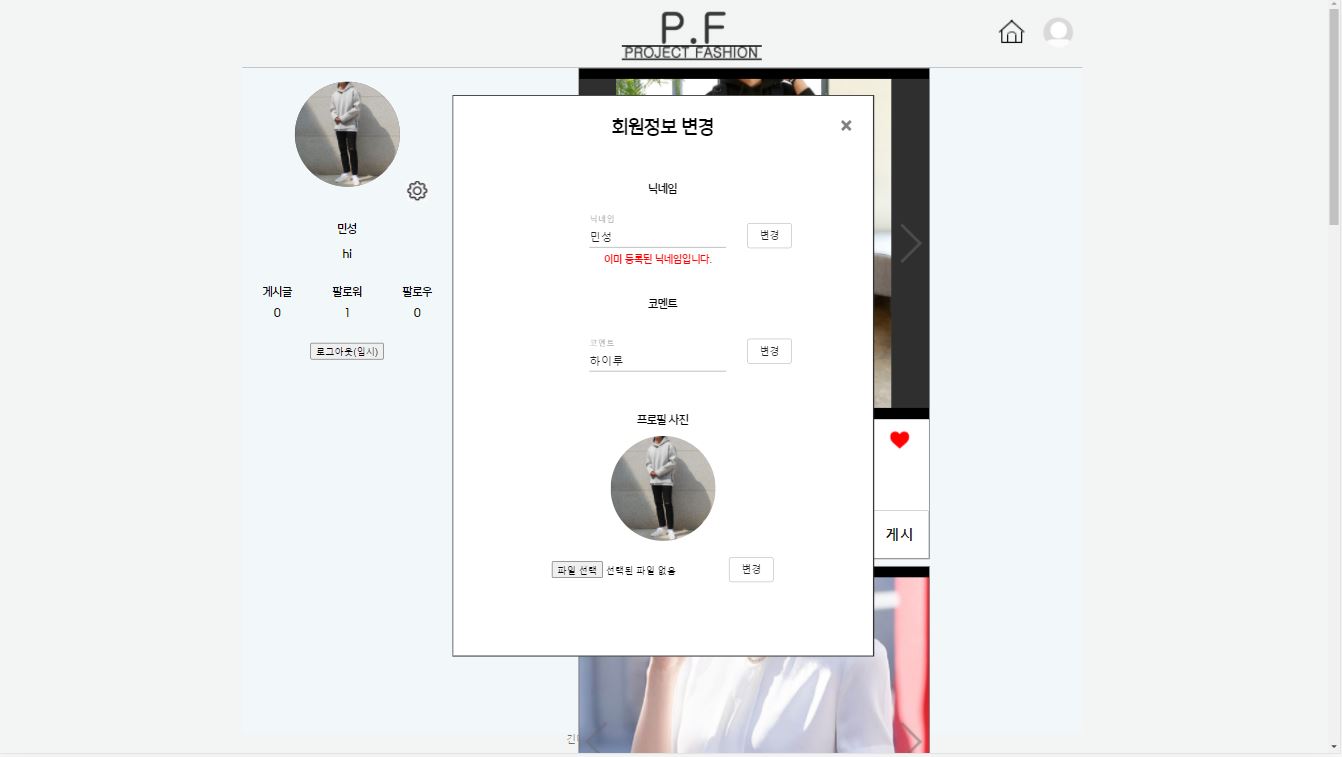 P.F
PROJECT FASHION
민성
hi
게시글 팔로워 팔로우
0 1 0
로그아웃(임시)
회원정보 변경
×
닉네임
닉네임
민성
변경
이미 등록된 닉네임입니다.
코멘트
코멘트
하이루
변경
프로필 사진
파일 선택 선택된 파일 없음
변경
게시